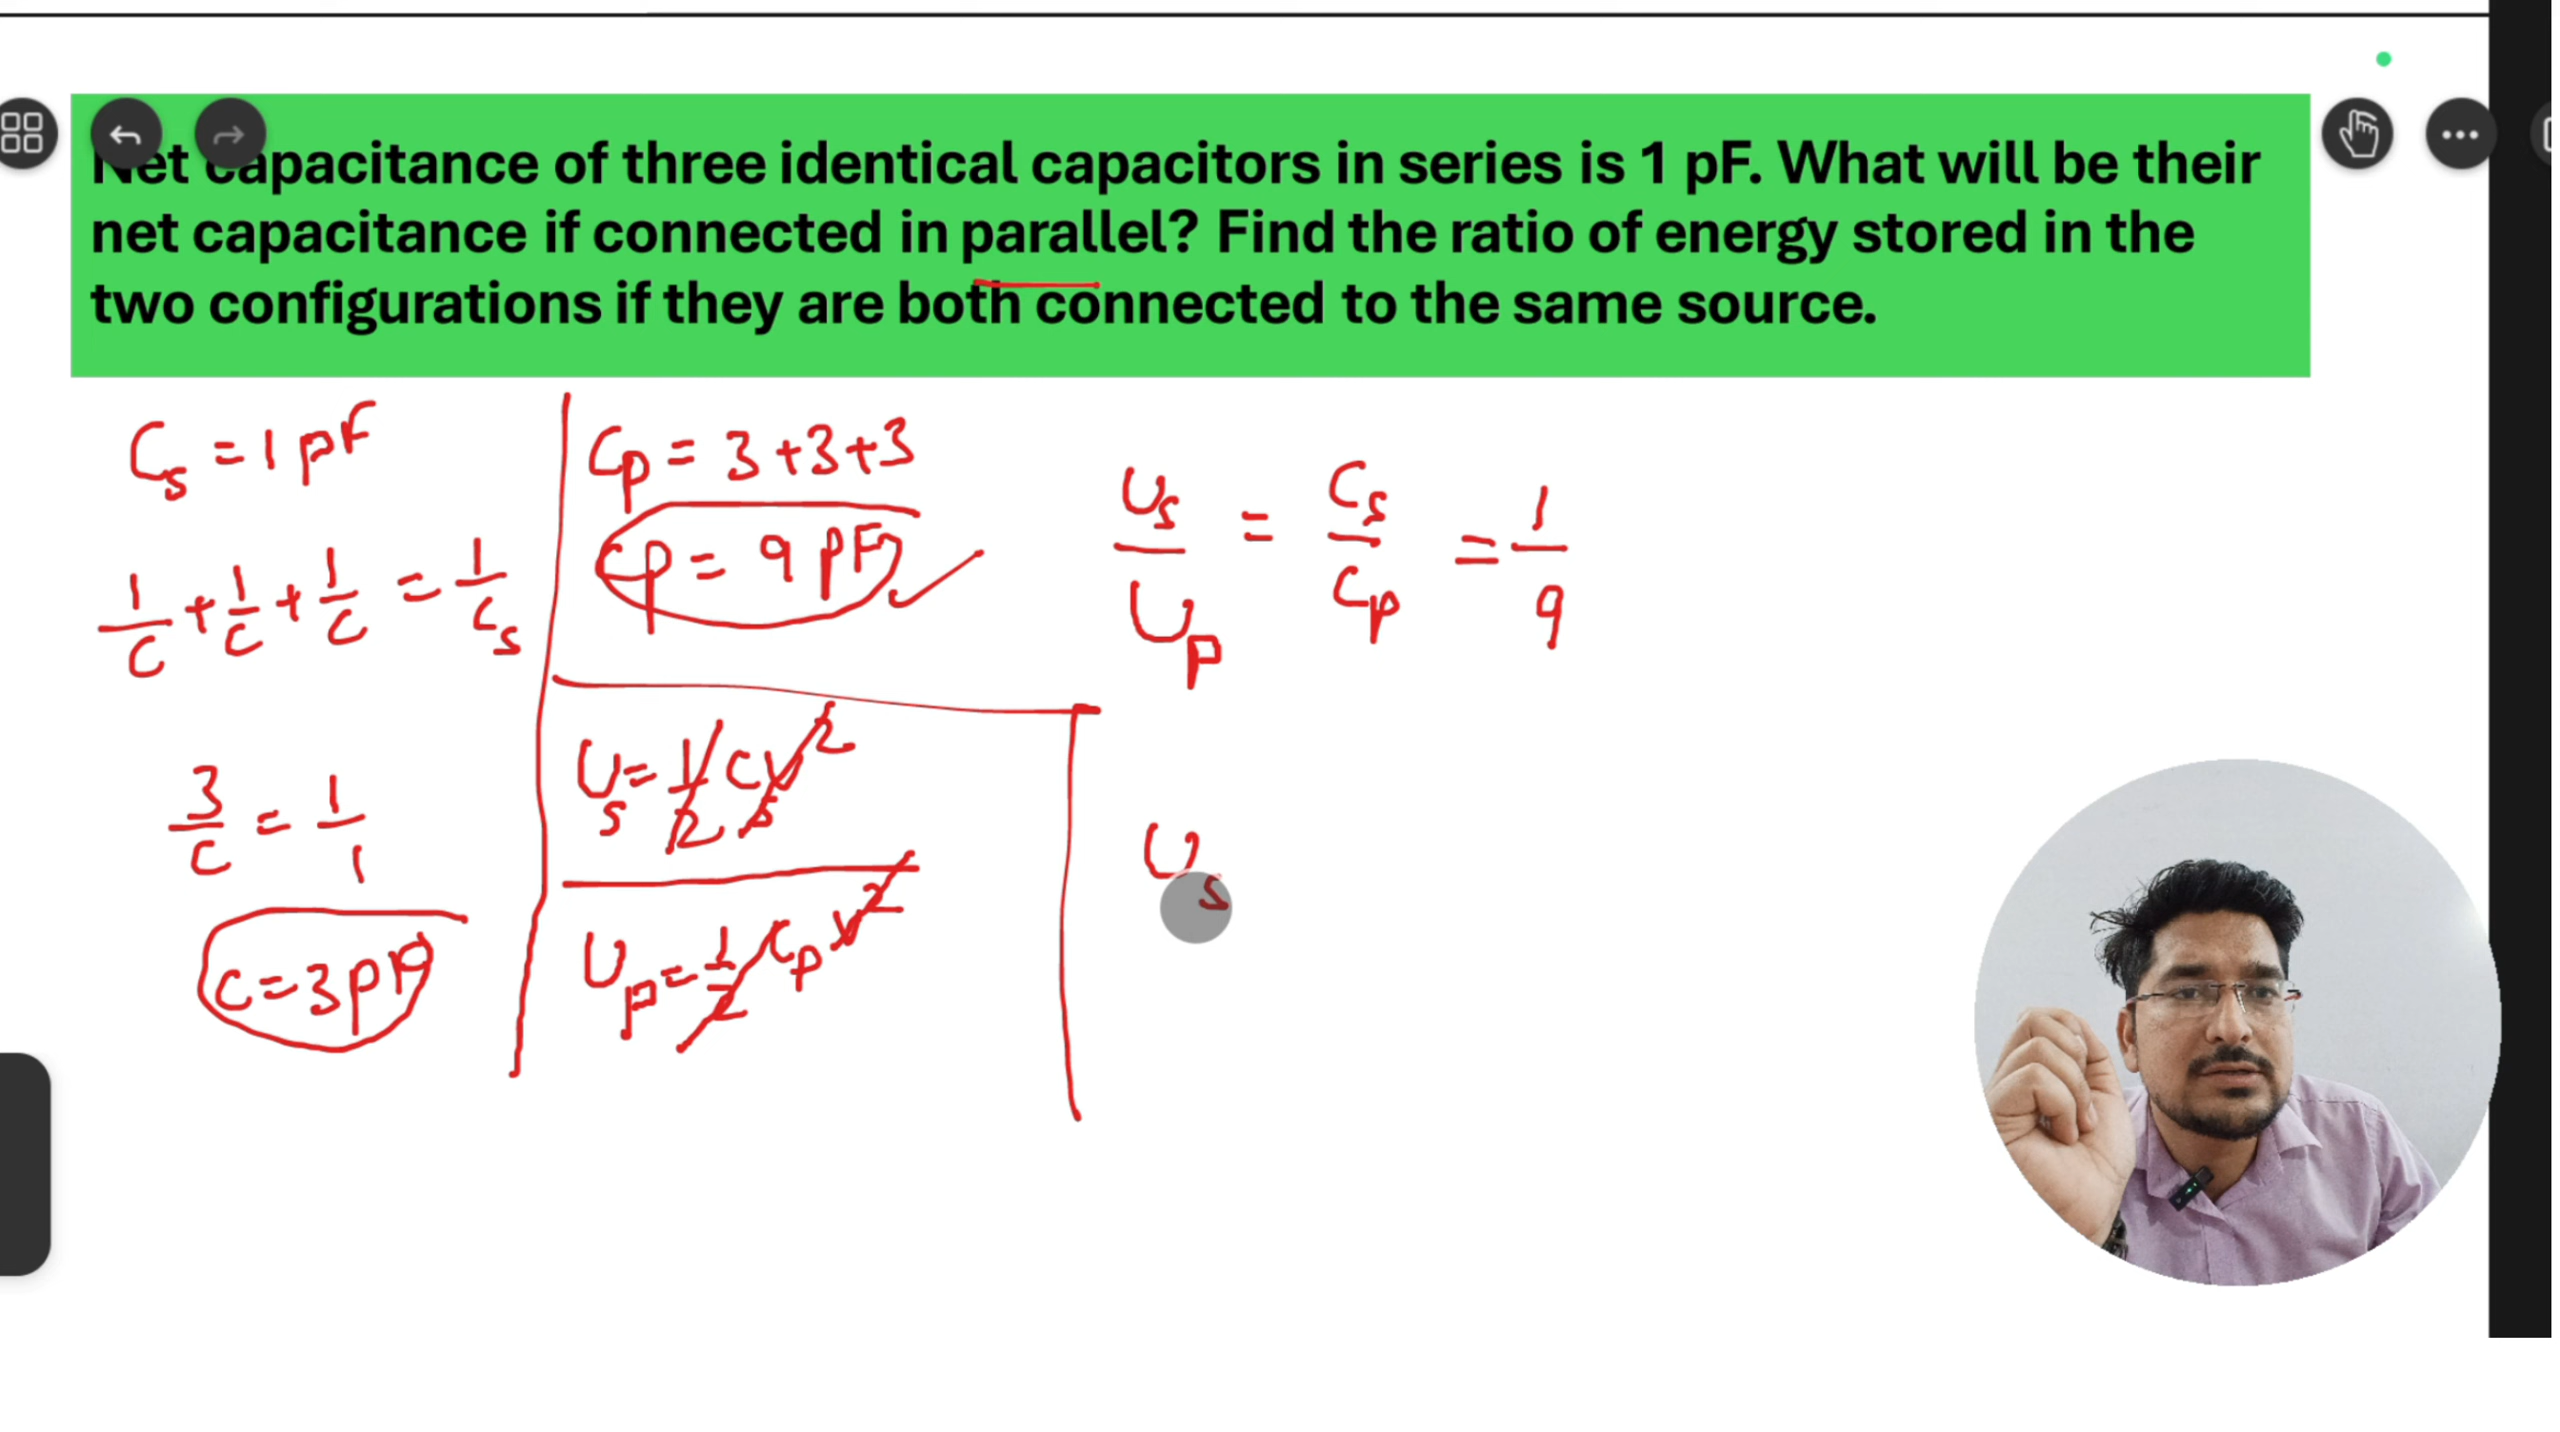 Net capacitance of three identical capacitors in series is 1 pF. What will be their
net capacitance if connected in parallel? Find the ratio of energy stored in the
two configurations if they are both connected to the same source.
Cs = 1 pF
1/C + 1/C + 1/C = 1/Cs
3/C = 1/1
C = 3 pF
Cp = 3 + 3 + 3
Cp = 9 pF
Us = 1/2 Cs V²
Up = 1/2 Cp V²
Us/Up = Cs/Cp = 1/9
Us